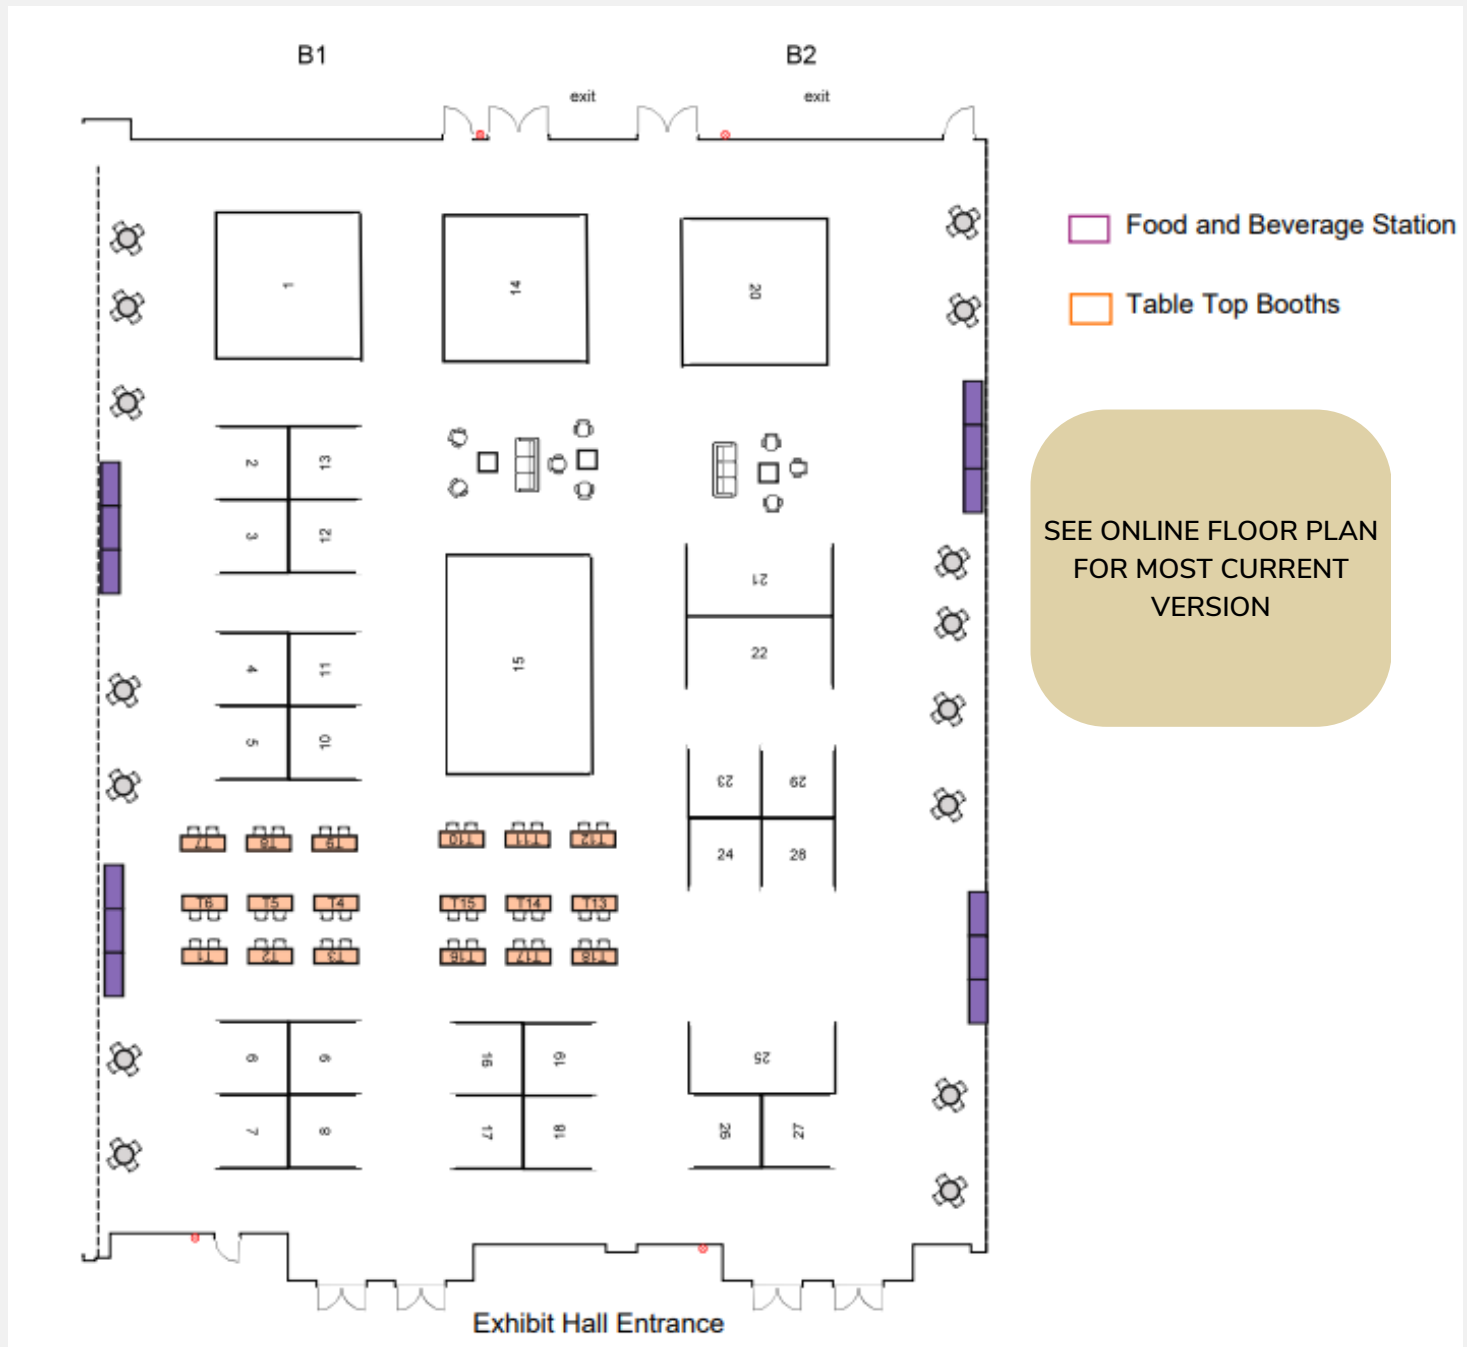 B1
B2
exit
exit
1
14
20
Food and Beverage Station
Table Top Booths
2
13
3
12
SEE ONLINE FLOOR PLAN
FOR MOST CURRENT
VERSION
21
22
4
11
15
5
10
23
29
24
28
T7
T8
T9
T10
T11
T12
T6
T5
T4
T15
T14
T13
T1
T2
T3
T16
T17
T18
6
9
16
19
25
7
8
17
18
26
27
Exhibit Hall Entrance